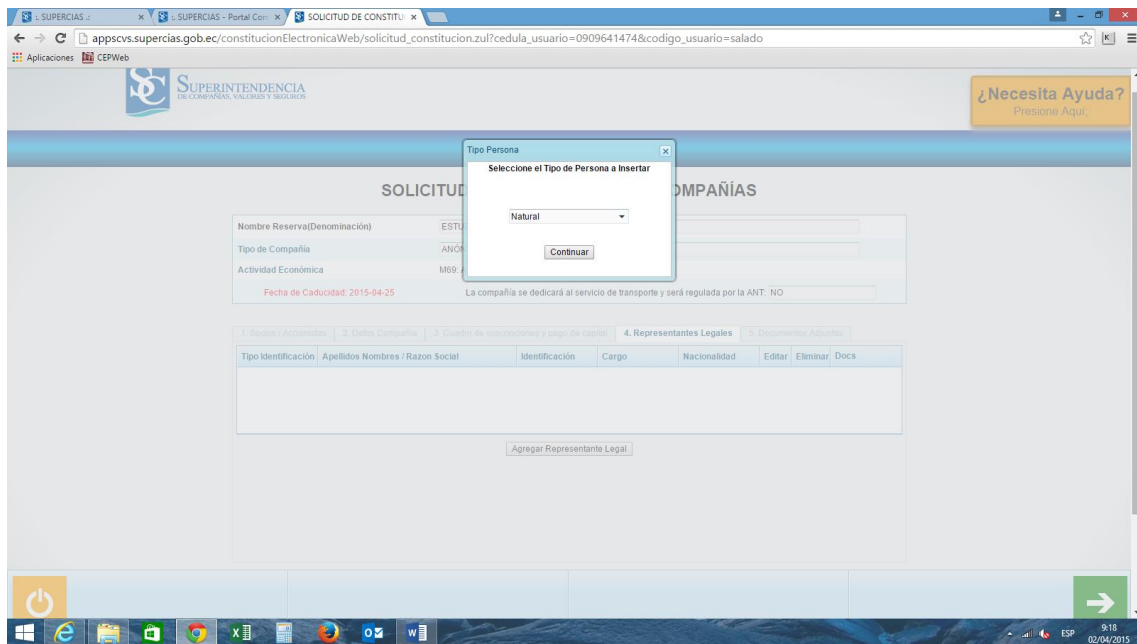 :. SUPERCIAS .:
:. SUPERCIAS - Portal Con
SOLICITUD DE CONSTITU
appscvs.supercias.gob.ec/constitucionElectronicaWeb/solicitud_constitucion.zul?cedula_usuario=0909641474&codigo_usuario=salado
Aplicaciones CEPWeb
SUPERINTENDENCIA
DE COMPAÑÍAS, VALORES Y SEGUROS
¿Necesita Ayuda?
Presione Aquí;
Tipo Persona
Seleccione el Tipo de Persona a Insertar
Natural
Continuar
SOLICITUD OMPAÑÍAS
Nombre Reserva(Denominación) ESTU
Tipo de Compañía ANÓN
Actividad Económica M69:
Fecha de Caducidad: 2015-04-25 La compañía se dedicará al servicio de transporte y será regulada por la ANT: NO
1. Socios / Accionistas 2. Datos Compañía 3. Cuadro de suscripciones y pago de capital 4. Representantes Legales 5. Documentos Adjuntos
Tipo Identificación Apellidos Nombres / Razon Social Identificación Cargo Nacionalidad Editar Eliminar Docs
Agregar Representante Legal
ESP
9:18
02/04/2015